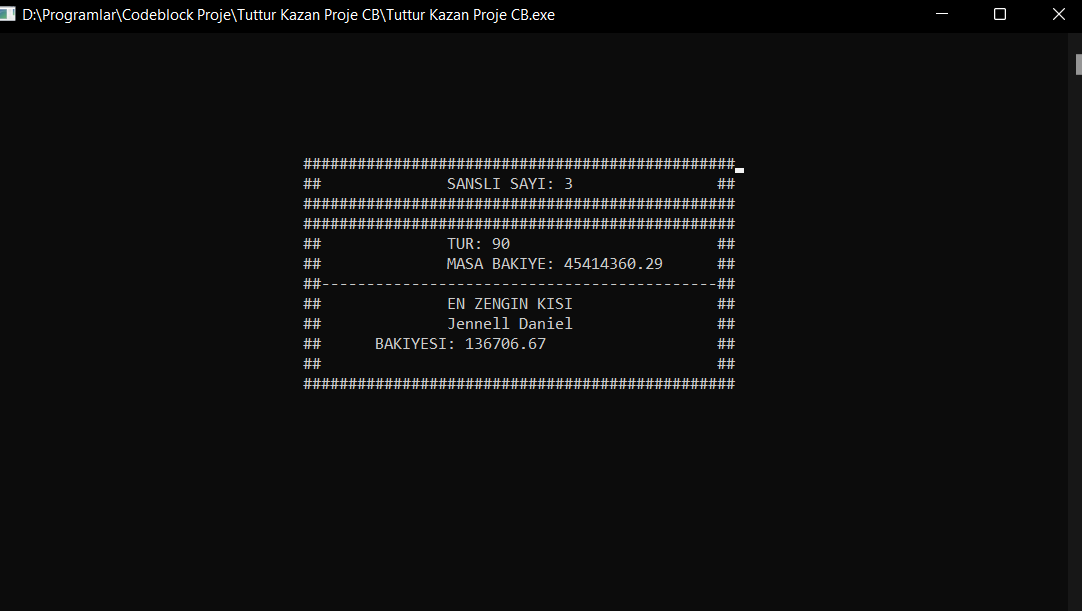 D:\Programlar\Codeblock Proje\Tuttur Kazan Proje CB\Tuttur Kazan Proje CB.exe
################################################
##              SANSLI SAYI: 3                ##
################################################
################################################
##              TUR: 90                       ##
##              MASA BAKIYE: 45414360.29      ##
##--------------------------------------------##
##              EN ZENGIN KISI                ##
##              Jennell Daniel                ##
##      BAKIYESI: 136706.67                   ##
##                                            ##
################################################